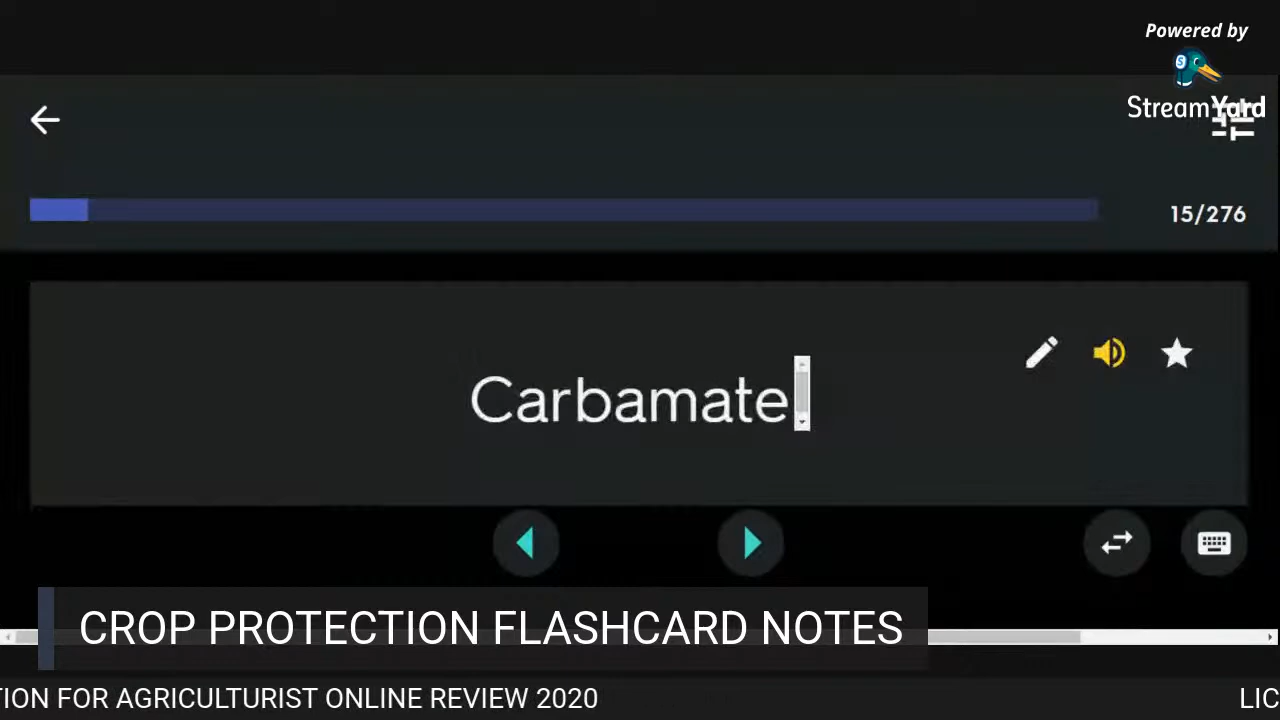 Powered by
StreamYard
15/276
Carbamate
CROP PROTECTION FLASHCARD NOTES
TION FOR AGRICULTURIST ONLINE REVIEW 2020 LIC